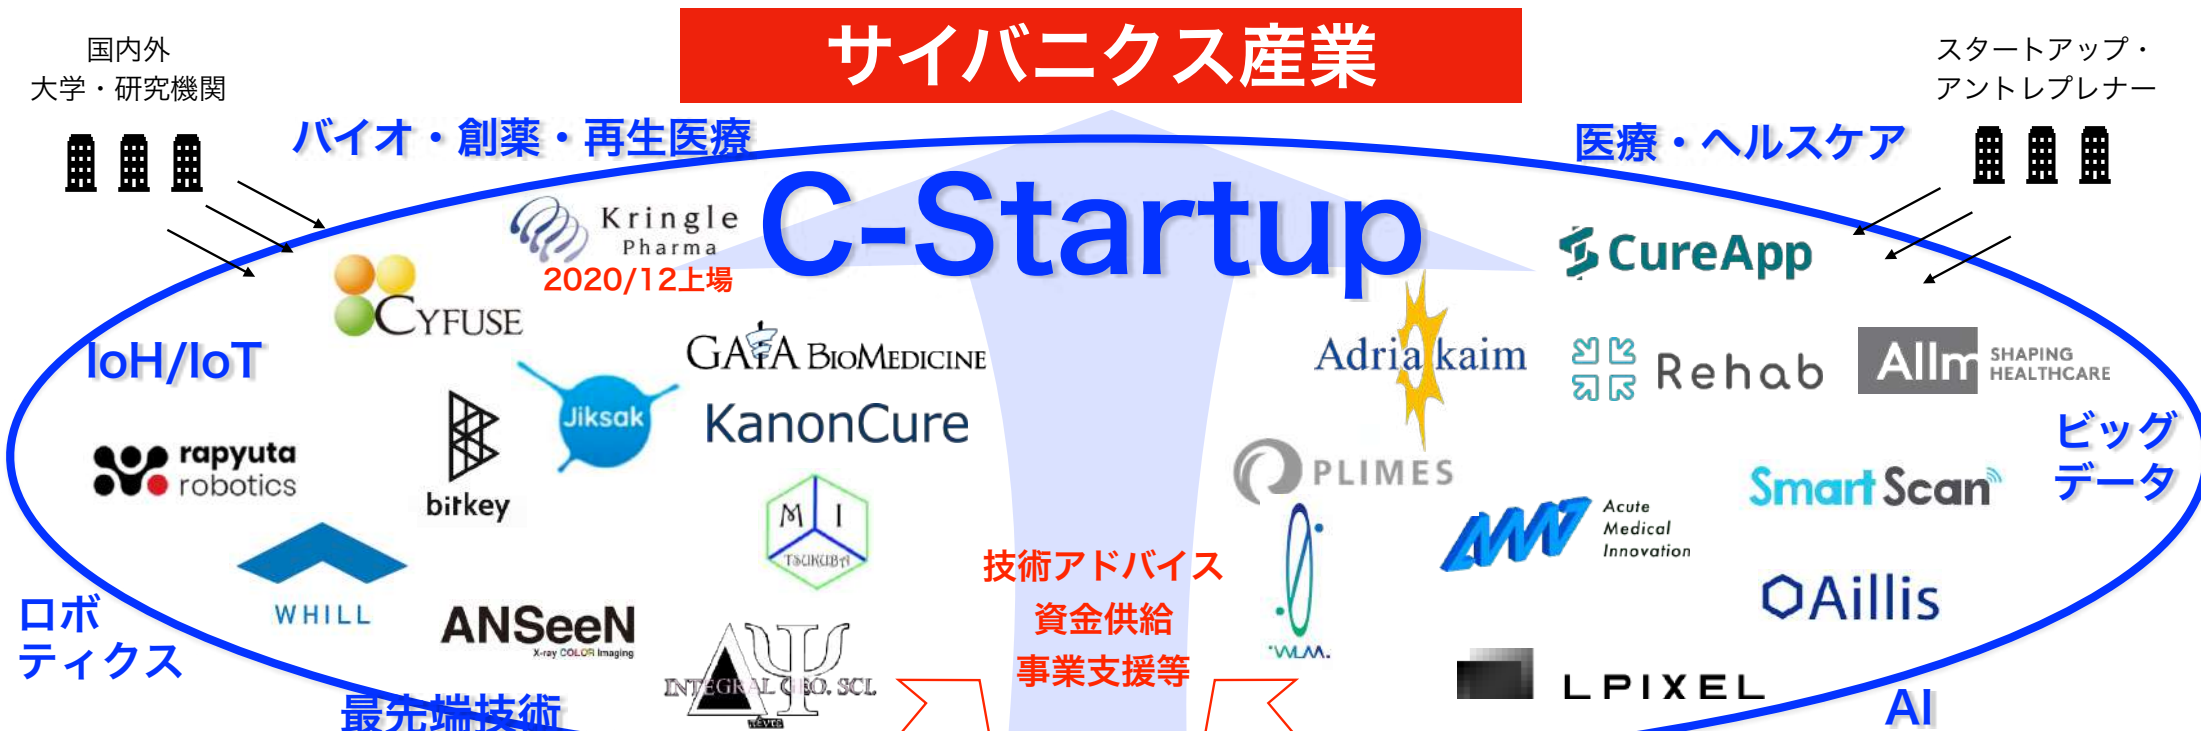 サイバニクス産業
国内外
大学・研究機関
スタートアップ・
アントレプレナー
バイオ・創薬・再生医療
医療・ヘルスケア
C-Startup
Kringle
Pharma
2020/12上場
CYFUSE
CureApp
IoH/IoT
GAIA BIOMEDICINE
Adriakaim
Rehab
Allm
SHAPING
HEALTHCARE
Jiksak
KanonCure
ビッグ
データ
rapyuta
robotics
bitkey
PLIMES
Smart Scan
M I
TSUKUBA
Acute
Medical
Innovation
技術アドバイス
資金供給
事業支援等
WHILL
Aillis
ロボ
ティクス
ANSeeN
X-ray COLOR Imaging
WLM.
INTEGRAL GEO. SCI.
LPIXEL
最先端技術
AI